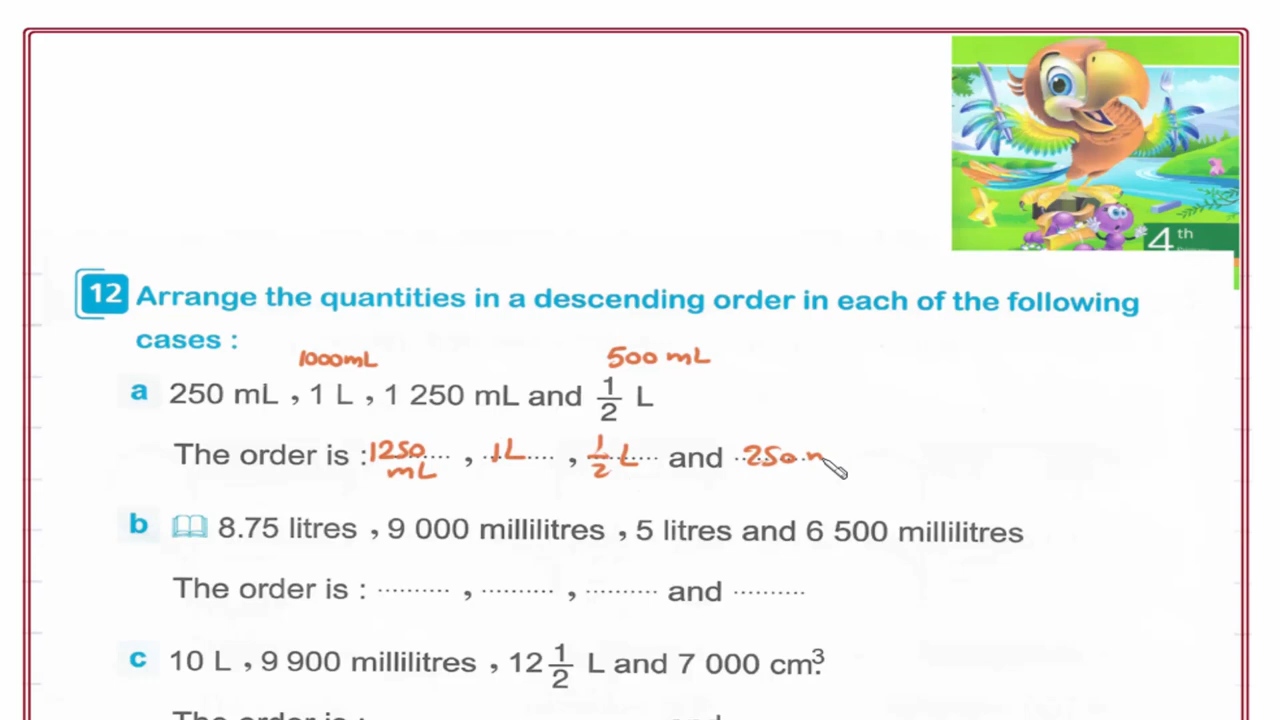 4 th
12 Arrange the quantities in a descending order in each of the following
cases :
1000mL 500 mL
a 250 mL , 1 L , 1 250 mL and 1/2 L
The order is : 1250 mL , 1L , 1/2 L and 250
b 8.75 litres , 9 000 millilitres , 5 litres and 6 500 millilitres
The order is : ·········· , ·········· , ·········· and ··········
c 10 L , 9 900 millilitres , 12 1/2 L and 7 000 cm³.